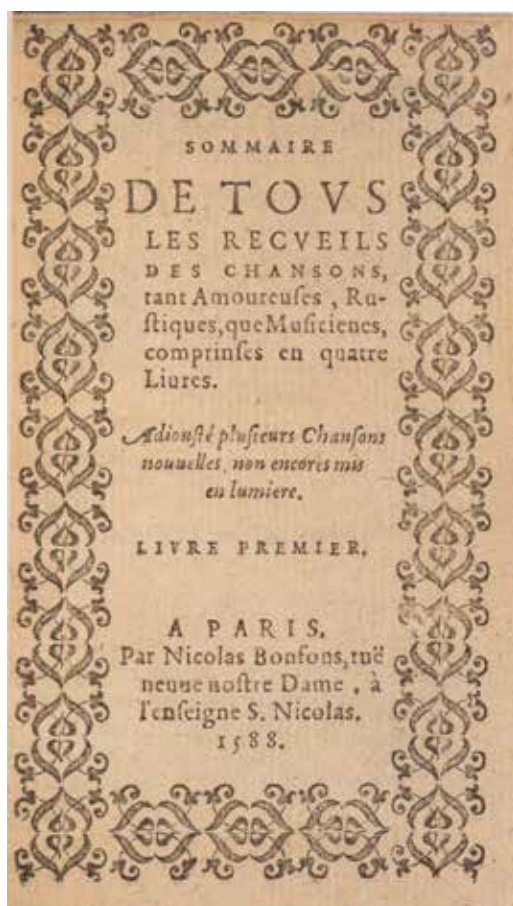 SOMMAIRE
DE TOVS
LES RECVEILS
DES CHANSONS,
tant Amoureuſes, Ru-
ſtiques, que Muſicienes,
comprinſes en quatre
Liures.
Adiouſté pluſieurs Chanſons
nouuelles, non encores mis
en lumiere.
LIVRE PREMIER.
A PARIS,
Par Nicolas Bonfons, ruë
neuue noſtre Dame, à
l'enſeigne S. Nicolas.
1588.